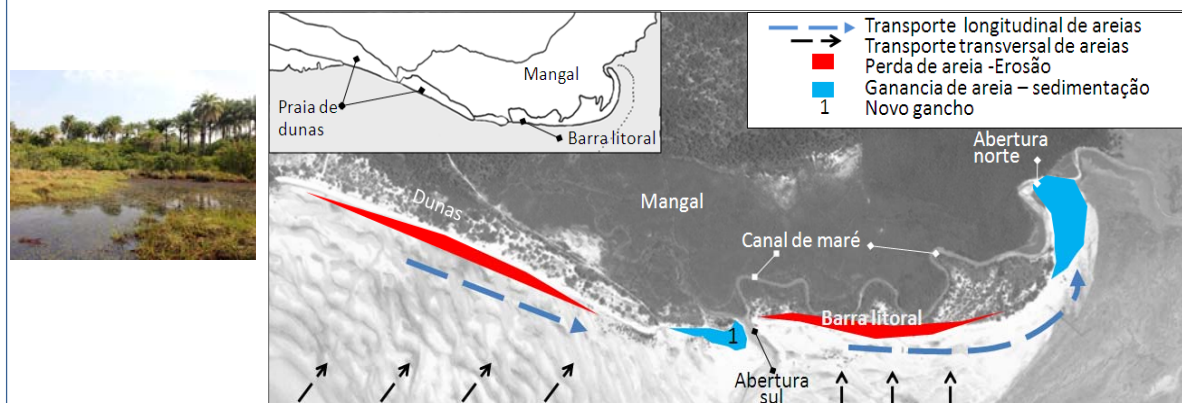 Transporte longitudinal de areias
Transporte transversal de areias
Perda de areia -Erosão
Ganancia de areia – sedimentação
1 Novo gancho
Mangal
Praia de
dunas
Barra litoral
Abertura
norte
Dunas
Mangal
Canal de maré
Barra litoral
1
Abertura
sul